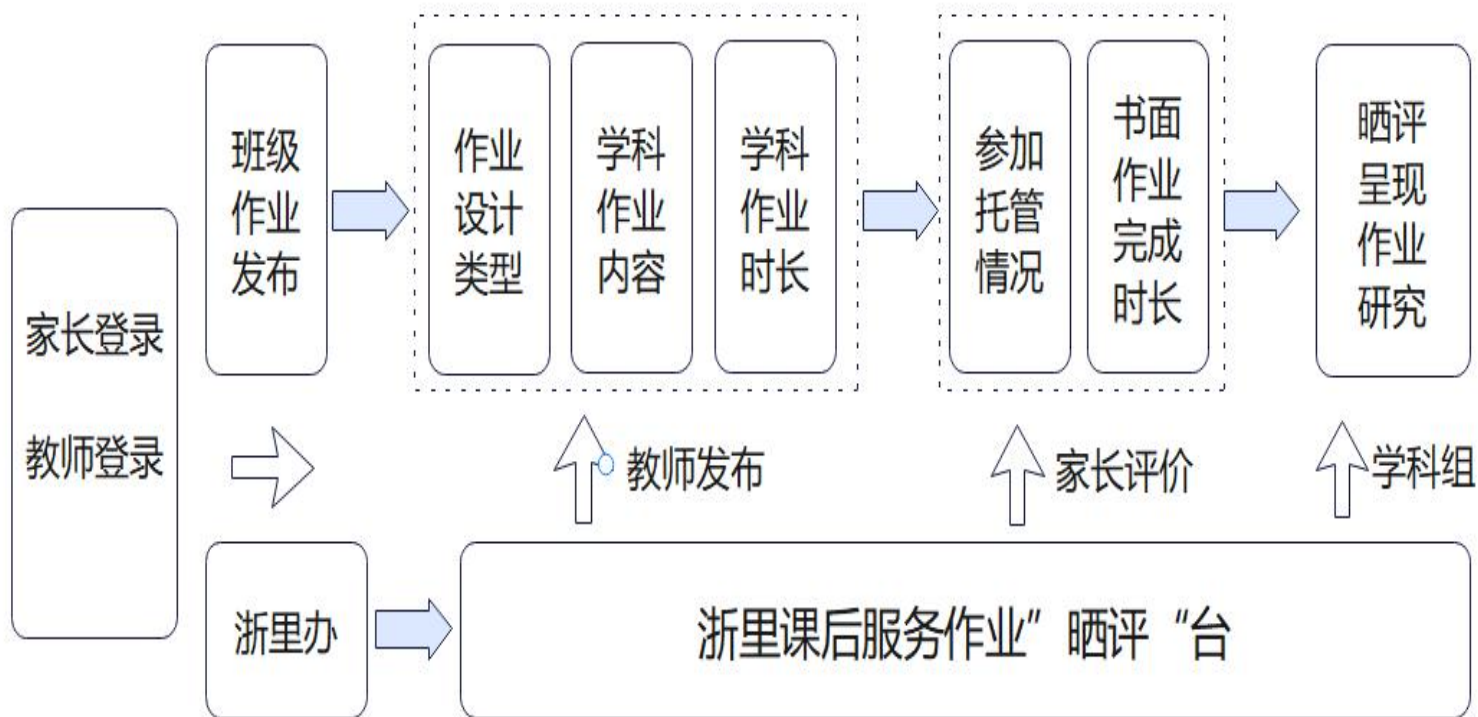 家长登录
教师登录
班级
作业
发布
作业
设计
类型
学科
作业
内容
学科
作业
时长
参加
托管
情况
书面
作业
完成
时长
晒评
呈现
作业
研究
教师发布
家长评价
学科组
浙里办
浙里课后服务作业”晒评“台